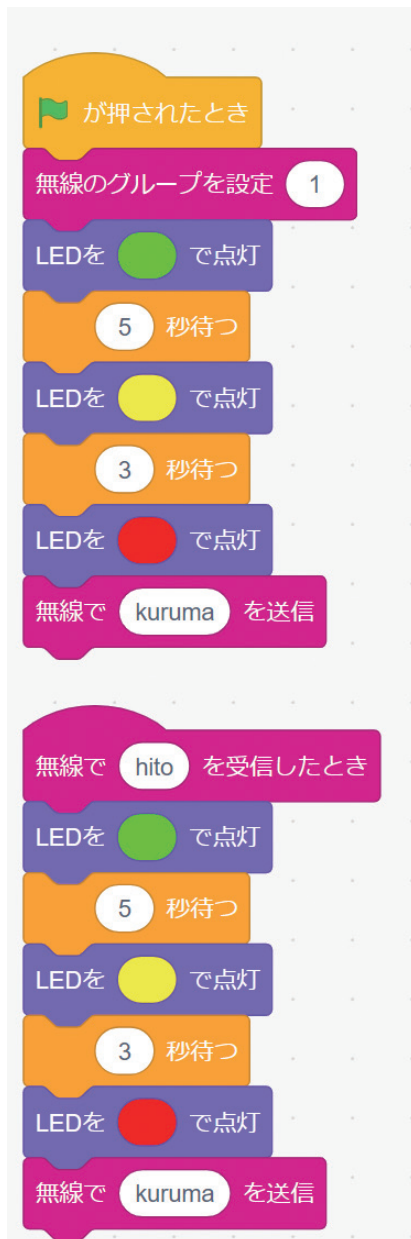 が押されたとき
無線のグループを設定 1
LEDを で点灯
5 秒待つ
LEDを で点灯
3 秒待つ
LEDを で点灯
無線で kuruma を送信
無線で hito を受信したとき
LEDを で点灯
5 秒待つ
LEDを で点灯
3 秒待つ
LEDを で点灯
無線で kuruma を送信